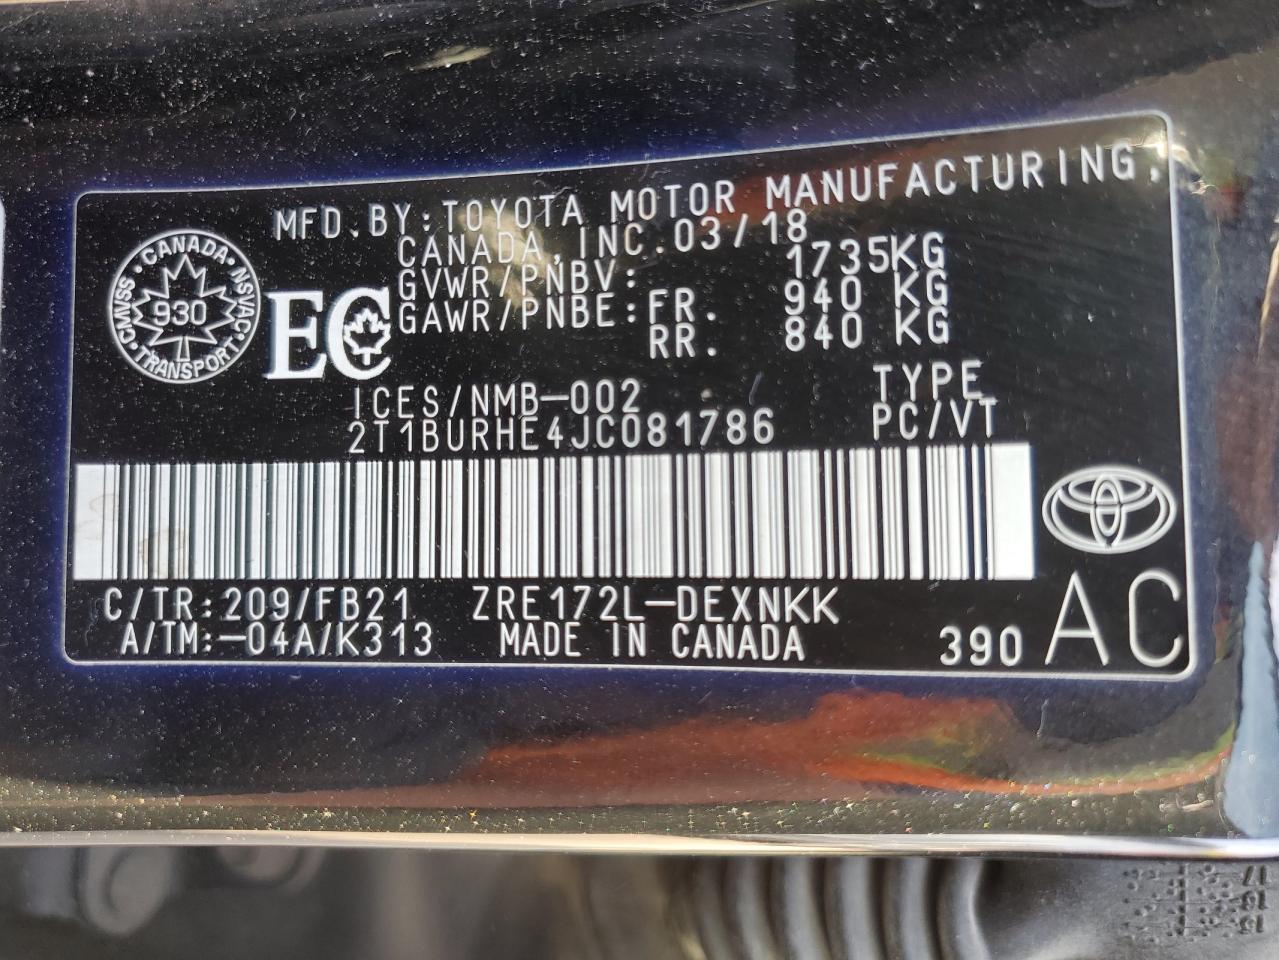 MFD.BY:TOYOTA MOTOR MANUFACTURING,
CANADA,INC.03/18
GVWR/PNBV: 1735KG
GAWR/PNBE:FR. 940 KG
RR. 840 KG
CANADA·NSVAC·TRANSPORT·CMVSS·
930
EC
ICES/NMB-002 TYPE
2T1BURHE4JC081786 PC/VT
C/TR:209/FB21 ZRE172L-DEXNKK
A/TM:-04A/K313 MADE IN CANADA 390 AC